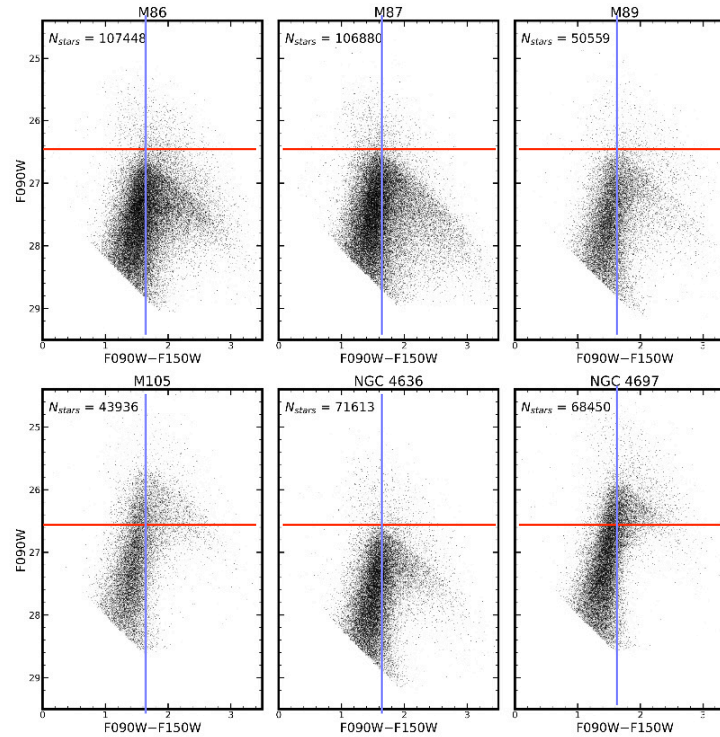 M86
M87
M89
N_stars = 107448
N_stars = 106880
N_stars = 50559
25
26
27
28
29
F090W
0 1 2 3
0 1 2 3
0 1 2 3
F090W−F150W
F090W−F150W
F090W−F150W
M105
NGC 4636
NGC 4697
N_stars = 43936
N_stars = 71613
N_stars = 68450
25
26
27
28
29
F090W
0 1 2 3
0 1 2 3
0 1 2 3
F090W−F150W
F090W−F150W
F090W−F150W